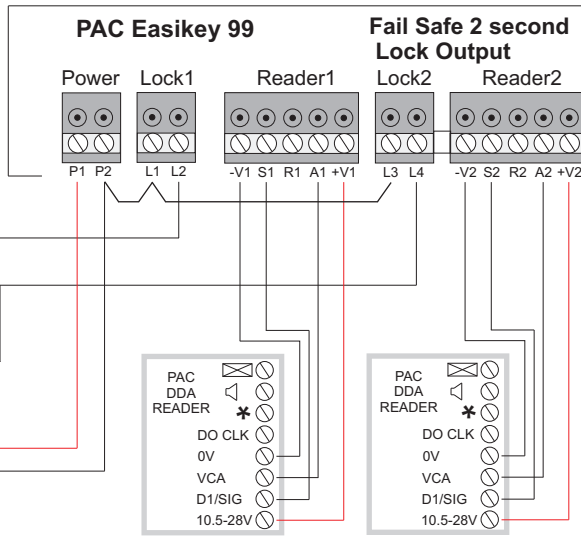 PAC Easikey 99
Fail Safe 2 second
Lock Output
Power Lock1 Reader1 Lock2 Reader2
P1 P2 L1 L2 -V1 S1 R1 A1 +V1 L3 L4 -V2 S2 R2 A2 +V2
PAC
DDA
READER
DO CLK
0V
VCA
D1/SIG
10.5-28V
PAC
DDA
READER
DO CLK
0V
VCA
D1/SIG
10.5-28V